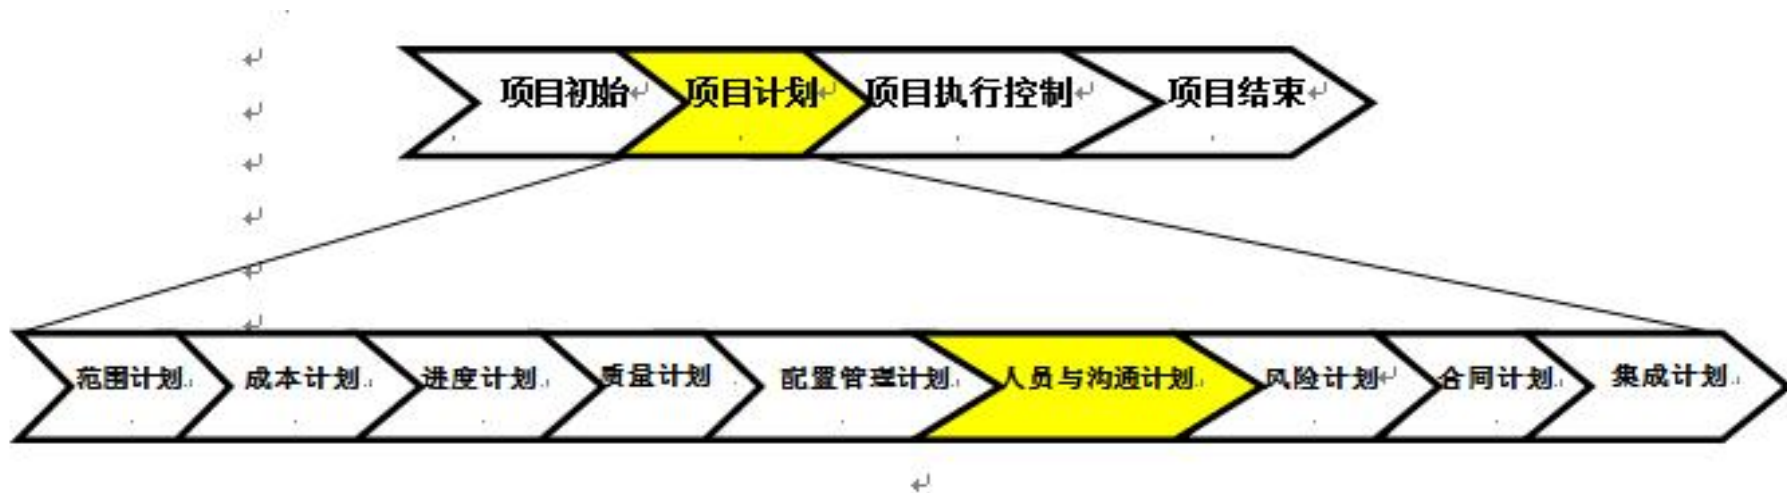 项目初始 项目计划 项目执行控制 项目结束
范围计划 成本计划 进度计划 质量计划 配置管理计划 人员与沟通计划 风险计划 合同计划 集成计划